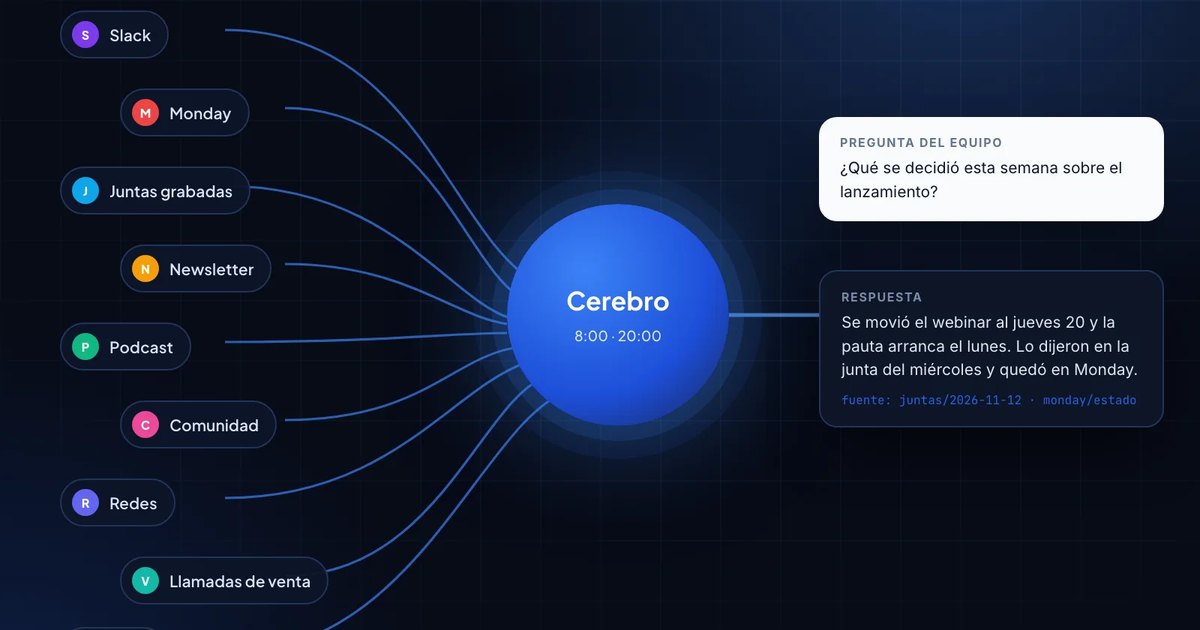 S Slack
M Monday
J Juntas grabadas
N Newsletter
P Podcast
C Comunidad
R Redes
V Llamadas de venta
Cerebro
8:00 · 20:00
PREGUNTA DEL EQUIPO
¿Qué se decidió esta semana sobre el
lanzamiento?
RESPUESTA
Se movió el webinar al jueves 20 y la
pauta arranca el lunes. Lo dijeron en la
junta del miércoles y quedó en Monday.
fuente: juntas/2026-11-12 · monday/estado